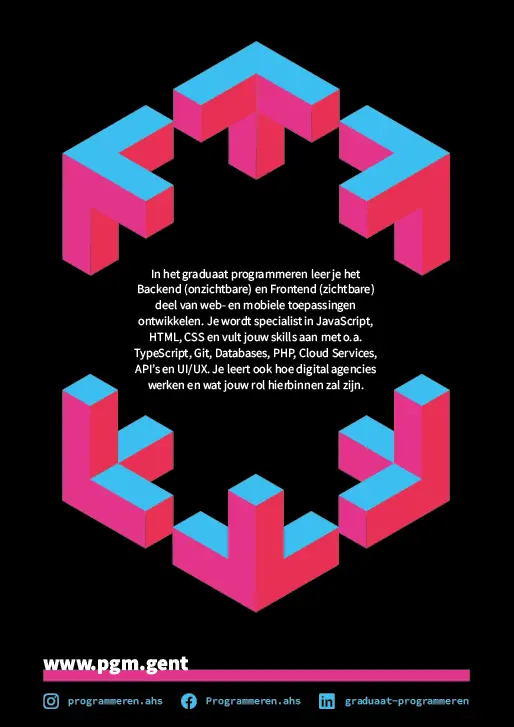 In het graduaat programmeren leer je het
Backend (onzichtbare) en Frontend (zichtbare)
deel van web- en mobiele toepassingen
ontwikkelen. Je wordt specialist in JavaScript,
HTML, CSS en vult jouw skills aan met o.a.
TypeScript, Git, Databases, PHP, Cloud Services,
API's en UI/UX. Je leert ook hoe digital agencies
werken en wat jouw rol hierbinnen zal zijn.
www.pgm.gent
programmeren.ahs Programmeren.ahs graduaat-programmeren